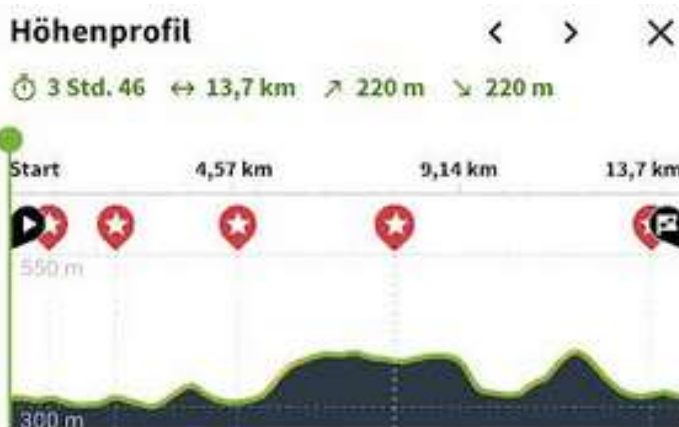 Höhenprofil
3 Std. 46 13,7 km 220 m 220 m
Start 4,57 km 9,14 km 13,7 km
550 m
300 m